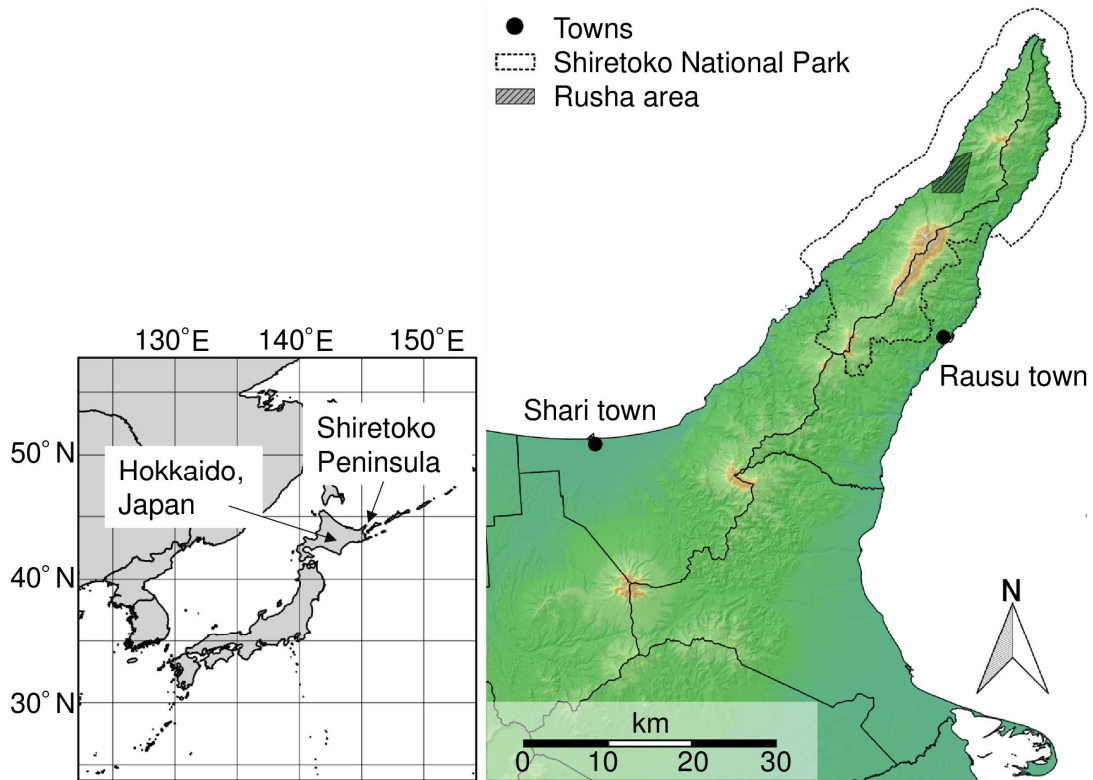 Towns
Shiretoko National Park
Rusha area
130°E 140°E 150°E
50°N
40°N
30°N
Hokkaido,
Japan
Shiretoko
Peninsula
Shari town
Rausu town
N
km
0 10 20 30